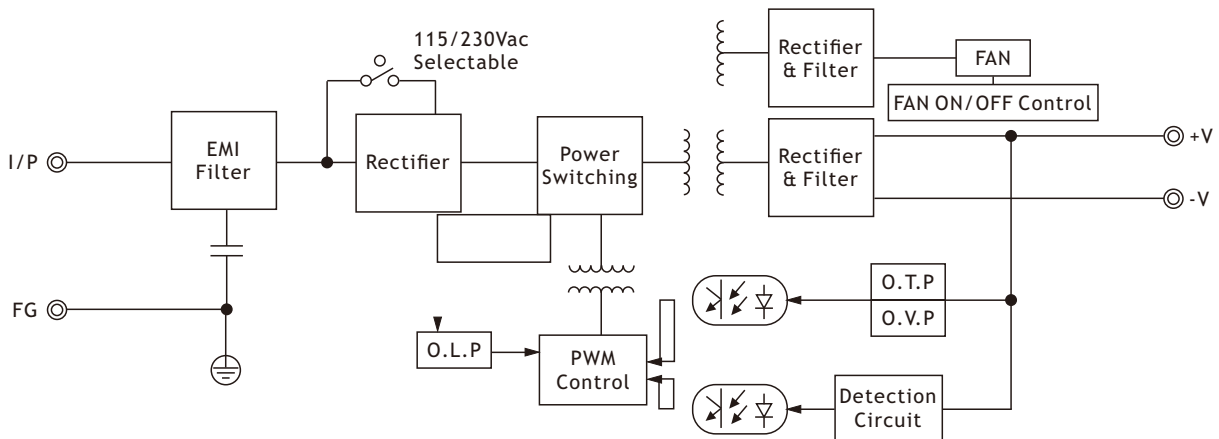 115/230Vac
Selectable
Rectifier
& Filter
FAN
FAN ON/OFF Control
I/P
EMI
Filter
Rectifier
Power
Switching
Rectifier
& Filter
+V
-V
FG
O.T.P
O.V.P
O.L.P
PWM
Control
Detection
Circuit